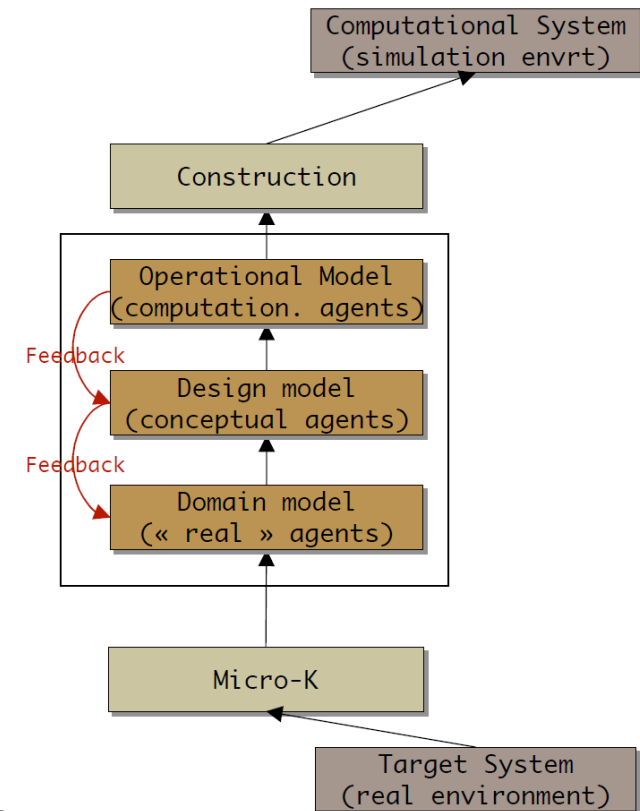 Computational System
(simulation envrt)
Construction
Operational Model
(computation. agents)
Feedback
Design model
(conceptual agents)
Feedback
Domain model
(« real » agents)
Micro-K
Target System
(real environment)